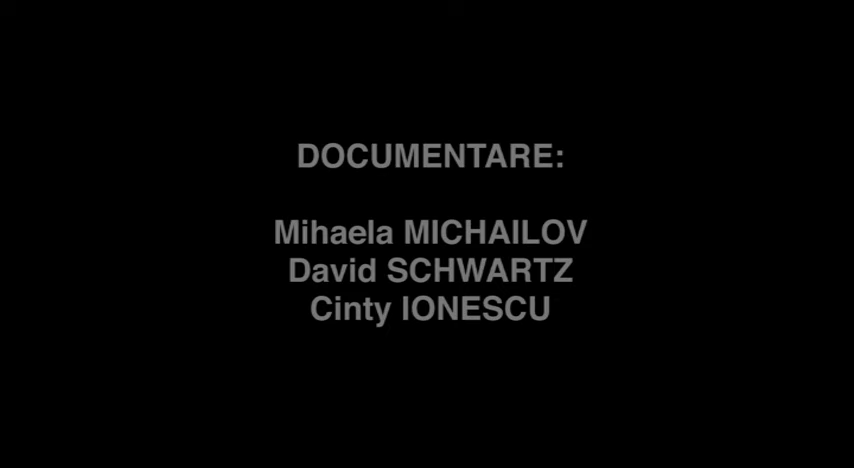 DOCUMENTARE:
Mihaela MICHAILOV
David SCHWARTZ
Cinty IONESCU